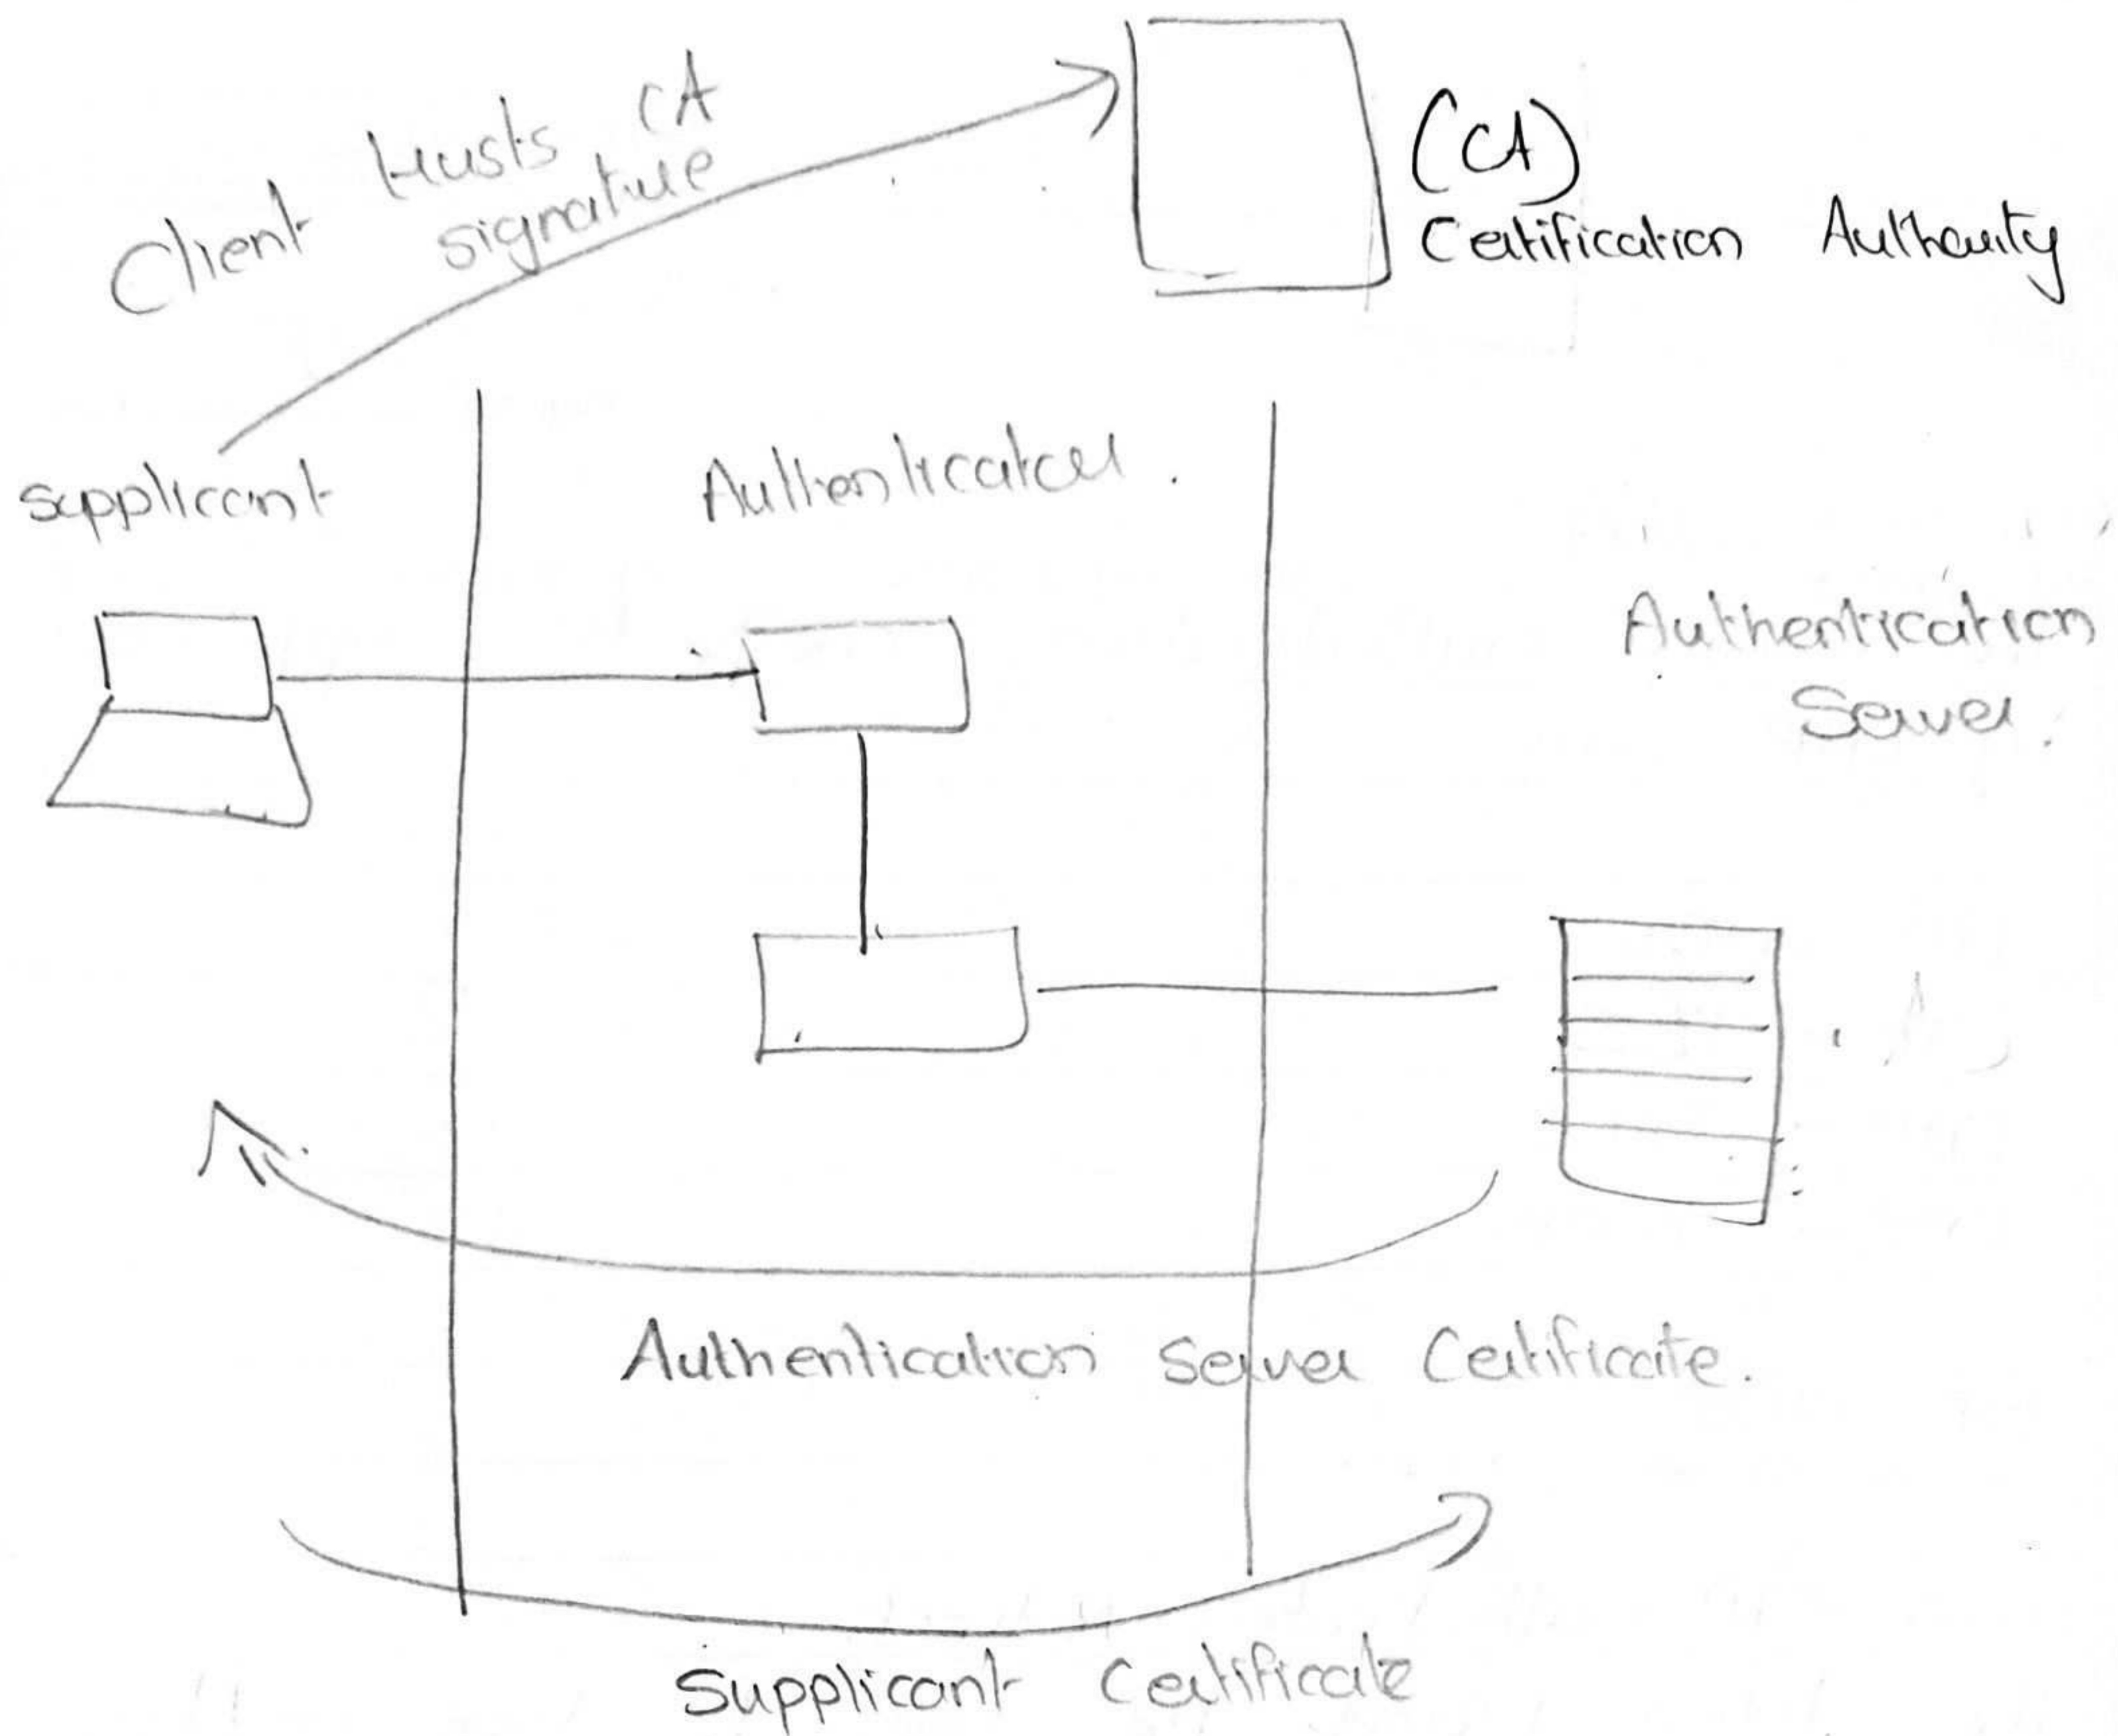 Client trusts CA
signature
(CA)
Certification Authority
Supplicant
Authenticator.
Authentication
Server.
Authentication Server Certificate.
Supplicant Certificate